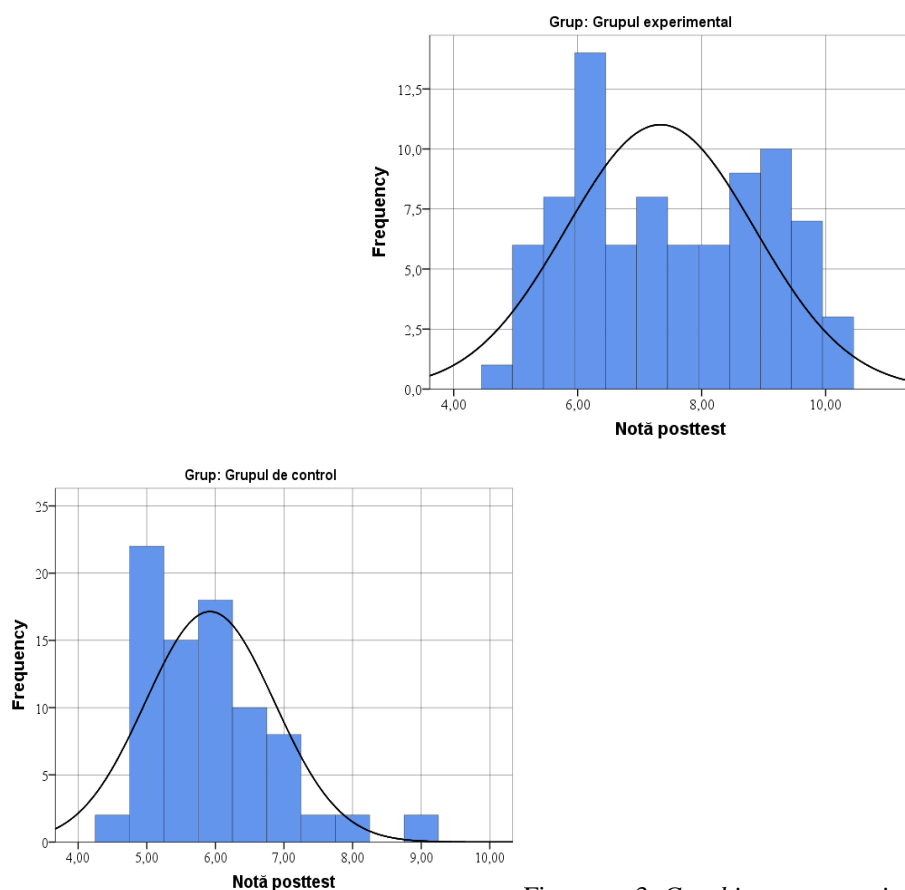 Grup: Grupul experimental
12,5
10,0
7,5
5,0
2,5
0,0
Frequency
4,00 6,00 8,00 10,00
Notă posttest
Grup: Grupul de control
25
20
15
10
5
0
Frequency
4,00 5,00 6,00 7,00 8,00 9,00 10,00
Notă posttest